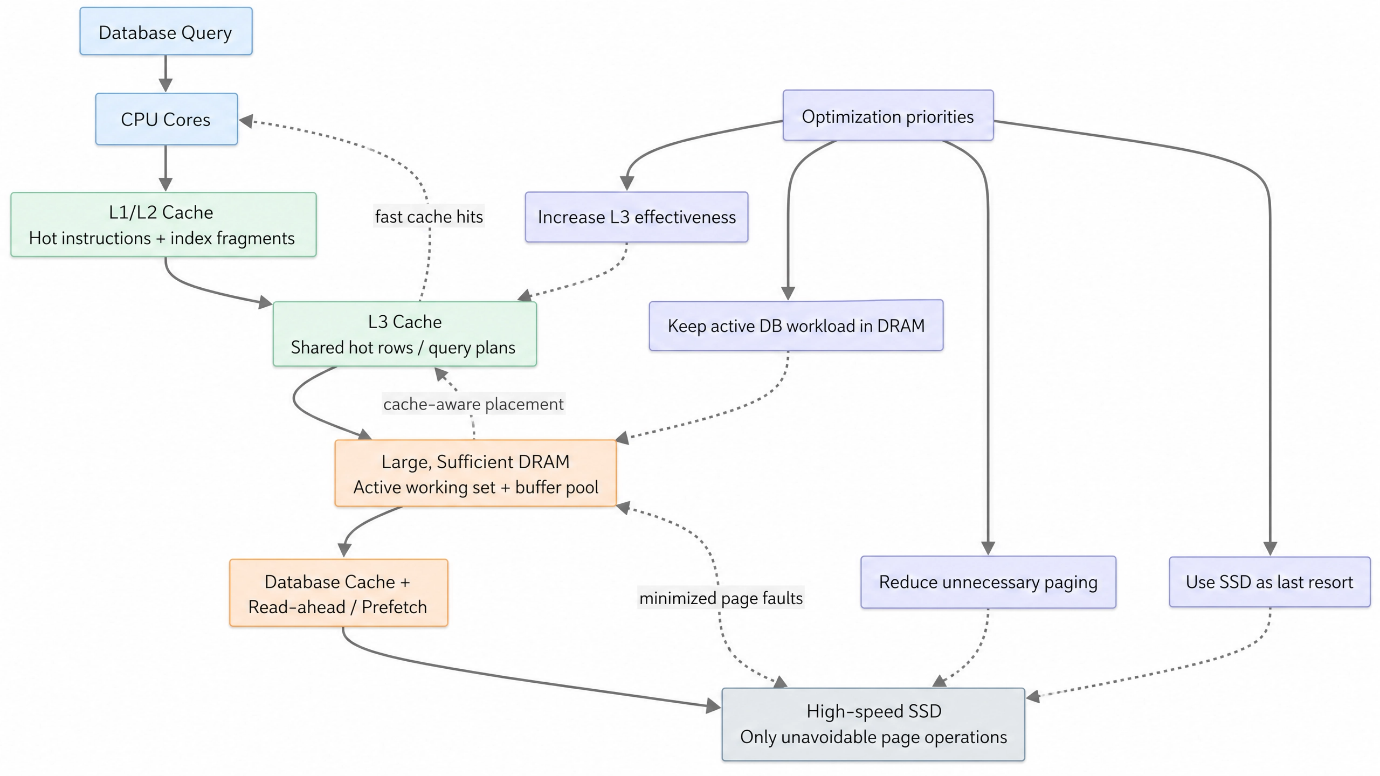 Database Query
CPU Cores
Optimization priorities
L1/L2 Cache
Hot instructions + index fragments
fast cache hits
Increase L3 effectiveness
L3 Cache
Shared hot rows / query plans
Keep active DB workload in DRAM
cache-aware placement
Large, Sufficient DRAM
Active working set + buffer pool
Database Cache +
Read-ahead / Prefetch
minimized page faults
Reduce unnecessary paging
Use SSD as last resort
High-speed SSD
Only unavoidable page operations